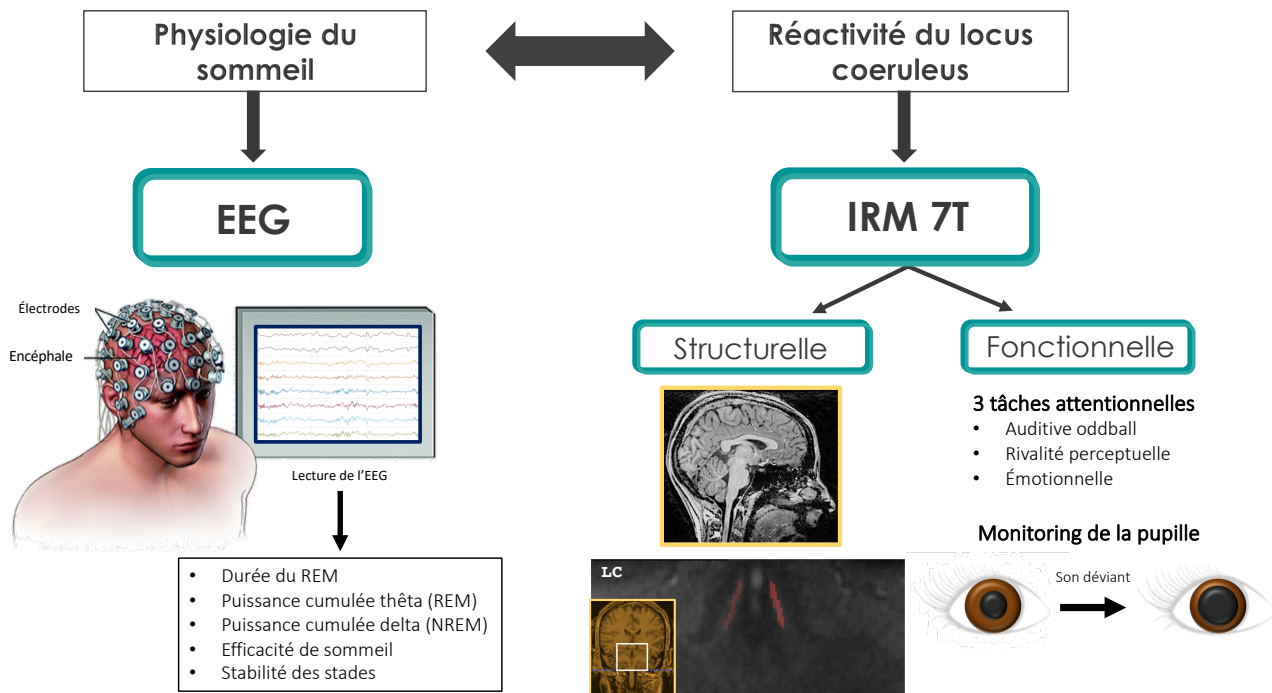 Physiologie du
sommeil
Réactivité du locus
coeruleus
EEG
IRM 7T
Électrodes
Encéphale
Lecture de l’EEG
• Durée du REM
• Puissance cumulée thêta (REM)
• Puissance cumulée delta (NREM)
• Efficacité de sommeil
• Stabilité des stades
Structurelle
Fonctionnelle
LC
3 tâches attentionnelles
• Auditive oddball
• Rivalité perceptuelle
• Émotionnelle
Monitoring de la pupille
Son déviant